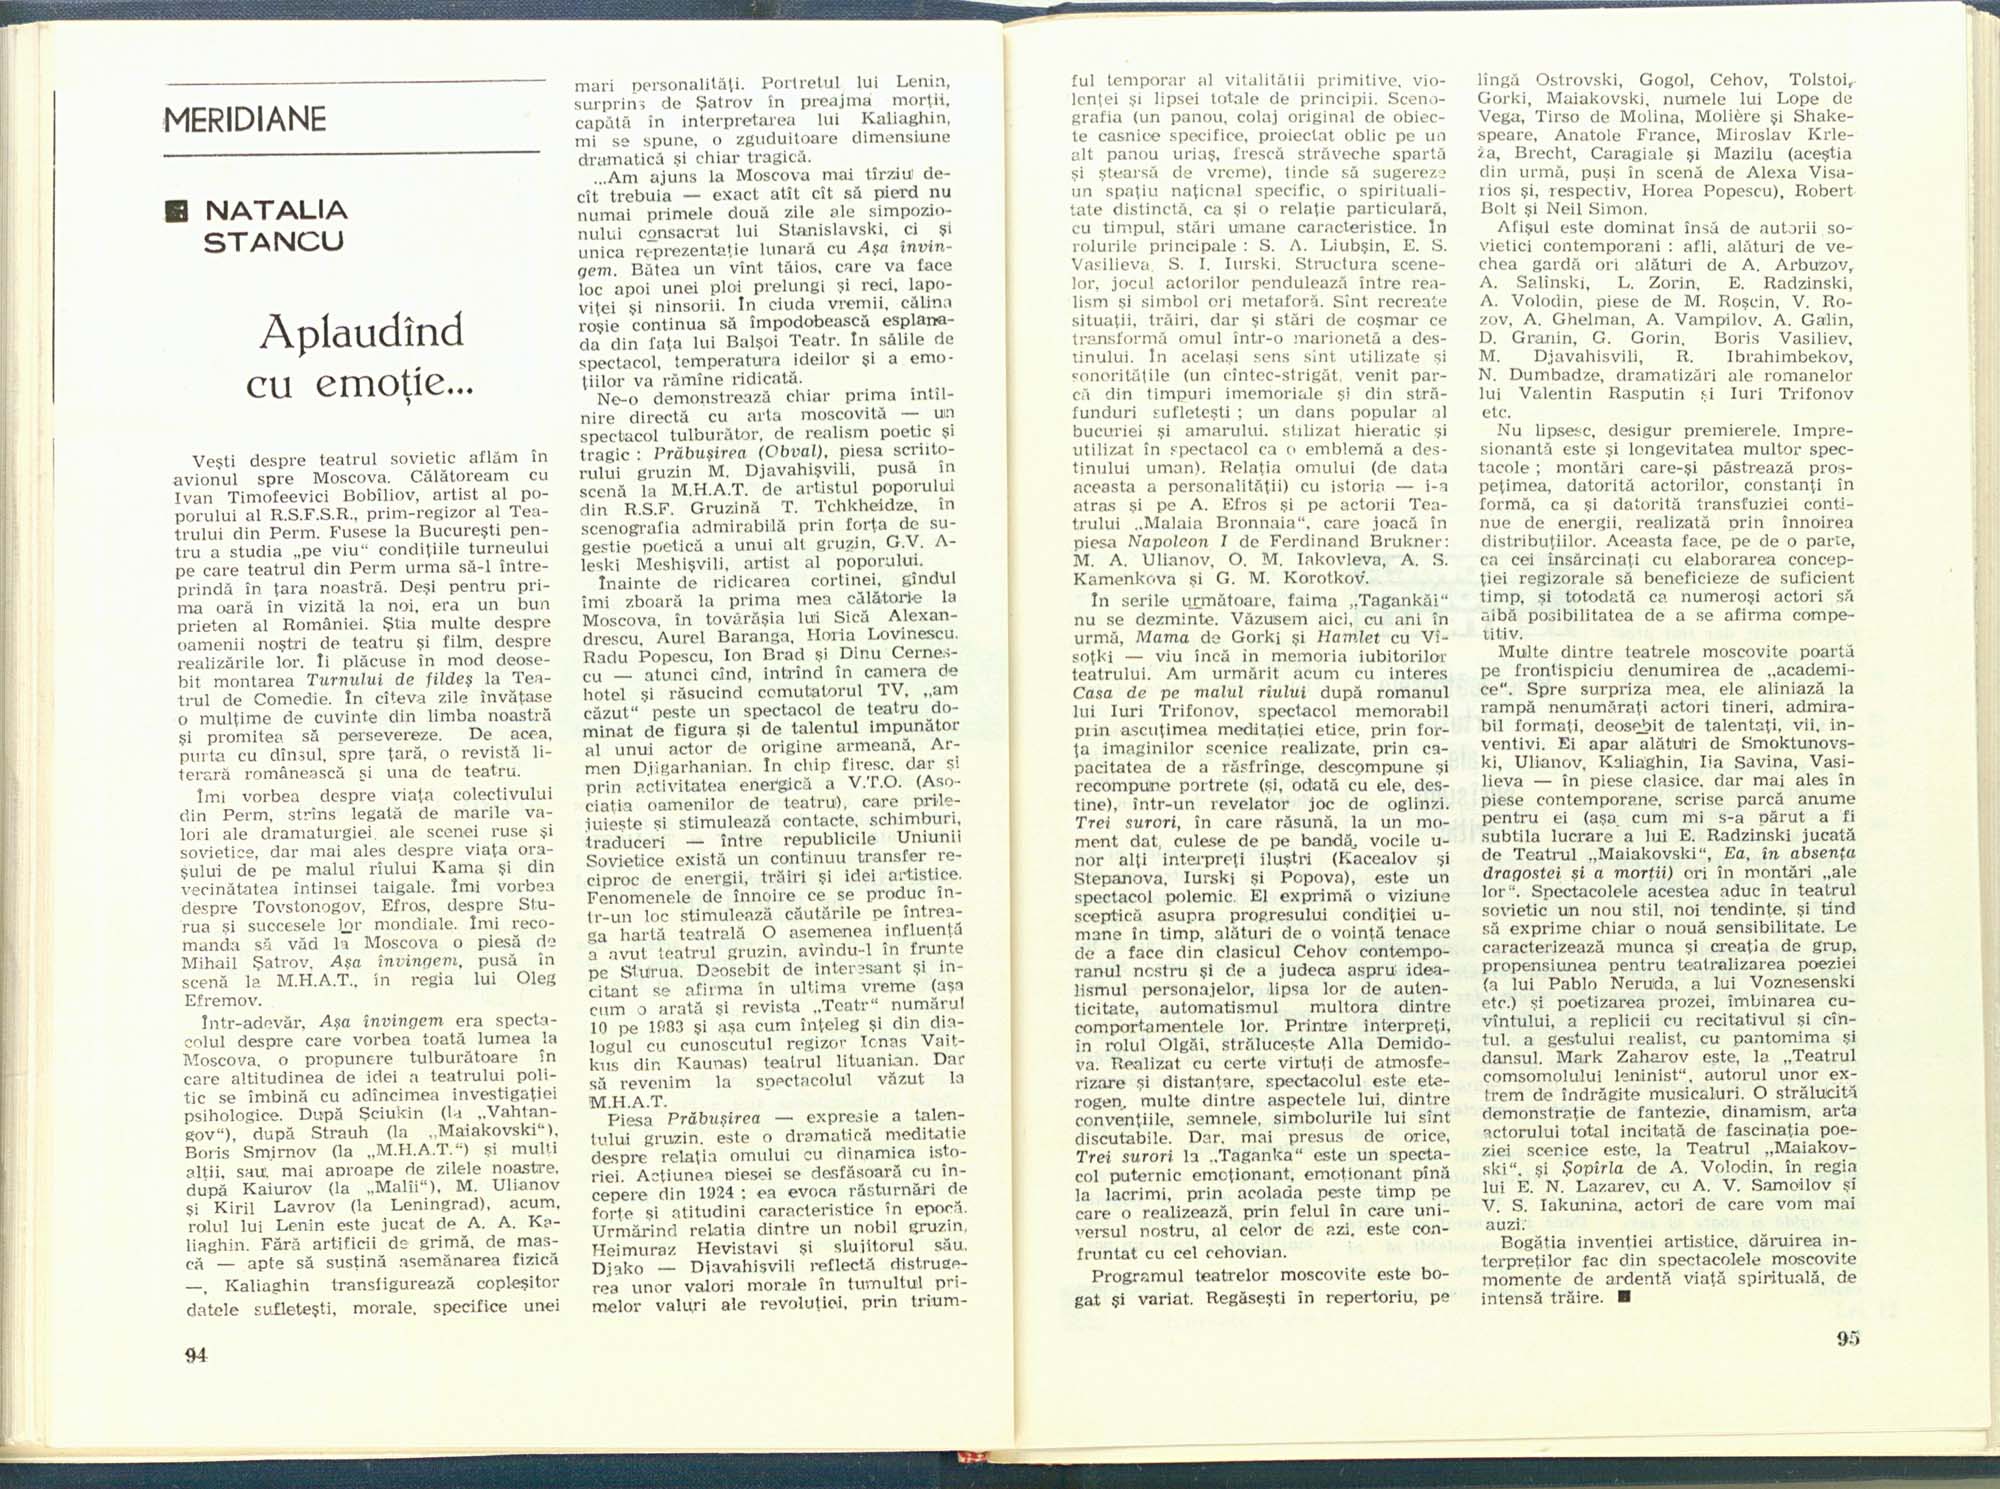 MERIDIANE
NATALIA
STANCU
Aplaudînd
cu emoție...
Vești despre teatrul sovietic aflăm în
avionul spre Moscova. Călătoream cu
Ivan Timofeevici Bobîliov, artist al po-
porului al R.S.F.S.R., prim-regizor al Tea-
trului din Perm. Fusese la București pen-
tru a studia „pe viu“ condițiile turneului
pe care teatrul din Perm urma să-l între-
prindă în țara noastră. Deși pentru pri-
ma oară în vizită la noi, era un bun
prieten al României. Știa multe despre
oamenii noștri de teatru și film, despre
realizările lor. Îi plăcuse în mod deose-
bit montarea Turnului de fildeș la Tea-
trul de Comedie. În cîteva zile învățase
o mulțime de cuvinte din limba noastră
și promitea să persevereze. De acea,
purta cu dînsul, spre țară, o revistă li-
terară românească și una de teatru.
Îmi vorbea despre viața colectivului
din Perm, strîns legată de marile va-
lori ale dramaturgiei ale scenei ruse și
sovietice, dar mai ales despre viața ora-
șului de pe malul rîului Kama și din
vecinătatea întinsei taigale. Îmi vorbea
despre Tovstonogov, Efros, despre Stu-
rua și succesele lor mondiale. Îmi reco-
manda să văd la Moscova o piesă de
Mihail Șatrov, Așa învingem, pusă în
scenă la M.H.A.T., în regia lui Oleg
Efremov.
Într-adevăr, Așa învingem era specta-
colul despre care vorbea toată lumea la
Moscova, o propunere tulburătoare în
care altitudinea de idei a teatrului poli-
tic se îmbină cu adîncimea investigației
psihologice. După Șciukin (la „Vahtan-
gov“), după Strauh (la „Maiakovski“),
Boris Smirnov (la „M.H.A.T.“) și mulți
alții, sau, mai aproape de zilele noastre,
după Kaiurov (la „Malîi“), M. Ulianov
și Kiril Lavrov (la Leningrad), acum,
rolul lui Lenin este jucat de A. A. Ka-
liaghin. Fără artificii de grimă, de mas-
că — apte să susțină asemănarea fizică
—, Kaliaghin transfigurează copleșitor
datele sufletești, morale, specifice unei
94
mari personalități. Portretul lui Lenin,
surprins de Șatrov în preajma morții,
capătă în interpretarea lui Kaliaghin,
mi se spune, o zguduitoare dimensiune
dramatică și chiar tragică.
...Am ajuns la Moscova mai tîrziu de-
cît trebuia — exact atît cît să pierd nu
numai primele două zile ale simpozio-
nului consacrat lui Stanislavski, ci și
unica reprezentație lunară cu Așa învin-
gem. Bătea un vînt tăios, care va face
loc apoi unei ploi prelungi și reci, lapo-
viței și ninsorii. În ciuda vremii, călina
roșie continua să împodobească esplana-
da din fața lui Balșoi Teatr. În sălile de
spectacol, temperatura ideilor și a emo-
țiilor va rămîne ridicată.
Ne-o demonstrează chiar prima întîl-
nire directă cu arta moscovită — un
spectacol tulburător, de realism poetic și
tragic : Prăbușirea (Obval), piesa scriito-
rului gruzin M. Djavahișvili, pusă în
scenă la M.H.A.T. de artistul poporului
din R.S.F. Gruzină T. Tchkheidze, în
scenografia admirabilă prin forța de su-
gestie poetică a unui alt gruzin, G.V. A-
leski Meshișvili, artist al poporului.
Înainte de ridicarea cortinei, gîndul
îmi zboară la prima mea călătorie la
Moscova, în tovărășia lui Sică Alexan-
drescu, Aurel Baranga, Horia Lovinescu,
Radu Popescu, Ion Brad și Dinu Cernes-
cu — atunci cînd, intrînd în camera de
hotel și răsucind comutatorul TV, „am
căzut“ peste un spectacol de teatru do-
minat de figura și de talentul impunător
al unui actor de origine armeană, Ar-
men Djigarhanian. În chip firesc, dar și
prin activitatea energică a V.T.O. (Aso-
ciația oamenilor de teatru), care prile-
juiește și stimulează contacte, schimburi,
traduceri — între republicile Uniunii
Sovietice există un continuu transfer re-
ciproc de energii, trăiri și idei artistice.
Fenomenele de înnoire ce se produc în-
tr-un loc stimulează căutările pe întrea-
ga hartă teatrală O asemenea influență
a avut teatrul gruzin, avîndu-l în frunte
pe Sturua. Deosebit de interesant și in-
citant se afirma în ultima vreme (așa
cum o arată și revista „Teatr“ numărul
10 pe 1983 și așa cum înțeleg și din dia-
logul cu cunoscutul regizor Ionas Vait-
kus din Kaunas) teatrul lituanian. Dar
să revenim la spectacolul văzut la
M.H.A.T.
Piesa Prăbușirea — expresie a talen-
tului gruzin, este o dramatică meditație
despre relația omului cu dinamica isto-
riei. Acțiunea piesei se desfășoară cu în-
cepere din 1924 ; ea evoca răsturnări de
forțe și atitudini caracteristice în epocă.
Urmărind relația dintre un nobil gruzin,
Heimuraz Hevistavi și slujitorul său,
Djako — Djavahișvili reflectă distruge-
rea unor valori morale în tumultul pri-
melor valuri ale revoluției, prin trium-
ful temporar al vitalității primitive, vio-
lenței și lipsei totale de principii. Sceno-
grafia (un panou, colaj original de obiec-
te casnice specifice, proiectat oblic pe un
alt panou uriaș, frescă străveche spartă
și ștearsă de vreme), tinde să sugereze
un spațiu național specific, o spirituali-
tate distinctă, ca și o relație particulară,
cu timpul, stări umane caracteristice. În
rolurile principale : S. A. Liubșin, E. S.
Vasilieva, S. I. Iurski. Structura scene-
lor, jocul actorilor pendulează între rea-
lism și simbol ori metaforă. Sînt recreate
situații, trăiri, dar și stări de coșmar ce
transformă omul într-o marionetă a des-
tinului. În același sens sînt utilizate și
sonoritățile (un cîntec-strigăt, venit par-
că din timpuri imemoriale și din stră-
funduri sufletești ; un dans popular al
bucuriei și amarului, stilizat hieratic și
utilizat în spectacol ca o emblemă a des-
tinului uman). Relația omului (de data
aceasta a personalității) cu istoria — i-a
atras și pe A. Efros și pe actorii Tea-
trului „Malaia Bronnaia“, care joacă în
piesa Napoleon I de Ferdinand Brukner:
M. A. Ulianov, O. M. Iakovleva, A. S.
Kamenkova și G. M. Korotkov.
În serile următoare, faima „Tagankăi“
nu se dezminte. Văzusem aici, cu ani în
urmă, Mama de Gorki și Hamlet cu Vî-
soțki — viu încă in memoria iubitorilor
teatrului. Am urmărit acum cu interes
Casa de pe malul rîului după romanul
lui Iuri Trifonov, spectacol memorabil
prin ascuțimea meditației etice, prin for-
ța imaginilor scenice realizate, prin ca-
pacitatea de a răsfrînge, descompune și
recompune portrete (și, odată cu ele, des-
tine), într-un revelator joc de oglinzi.
Trei surori, în care răsună, la un mo-
ment dat, culese de pe bandă, vocile u-
nor alți interpreți iluștri (Kacealov și
Stepanova, Iurski și Popova), este un
spectacol polemic. El exprimă o viziune
sceptică asupra progresului condiției u-
mane în timp, alături de o voință tenace
de a face din clasicul Cehov contempo-
ranul nostru și de a judeca aspru idea-
lismul personajelor, lipsa lor de auten-
ticitate, automatismul multora dintre
comportamentele lor. Printre interpreți,
în rolul Olgăi, strălucește Alla Demido-
va. Realizat cu certe virtuți de atmosfe-
rizare și distanțare, spectacolul este ete-
rogen, multe dintre aspectele lui, dintre
convențiile, semnele, simbolurile lui sînt
discutabile. Dar, mai presus de orice,
Trei surori la „Taganka“ este un specta-
col puternic emoționant, emoționant pînă
la lacrimi, prin acolada peste timp pe
care o realizează, prin felul în care uni-
versul nostru, al celor de azi, este con-
fruntat cu cel cehovian.
Programul teatrelor moscovite este bo-
gat și variat. Regăsești în repertoriu, pe
lîngă Ostrovski, Gogol, Cehov, Tolstoi,
Gorki, Maiakovski, numele lui Lope de
Vega, Tirso de Molina, Molière și Shake-
speare, Anatole France, Miroslav Krle-
ža, Brecht, Caragiale și Mazilu (aceștia
din urmă, puși în scenă de Alexa Visa-
rios și, respectiv, Horea Popescu), Robert
Bolt și Neil Simon.
Afișul este dominat însă de autorii so-
vietici contemporani : afli, alături de ve-
chea gardă ori alături de A. Arbuzov,
A. Salinski, L. Zorin, E. Radzinski,
A. Volodin, piese de M. Roșcin, V. Ro-
zov, A. Ghelman, A. Vampilov, A. Galin,
D. Granin, G. Gorin, Boris Vasiliev,
M. Djavahisvili, R. Ibrahimbekov,
N. Dumbadze, dramatizări ale romanelor
lui Valentin Rasputin și Iuri Trifonov
etc.
Nu lipsesc, desigur premierele. Impre-
sionantă este și longevitatea multor spec-
tacole ; montări care-și păstrează pros-
pețimea, datorită actorilor, constanți în
formă, ca și datorită transfuziei conti-
nue de energii, realizată prin înnoirea
distribuțiilor. Aceasta face, pe de o parte,
ca cei însărcinați cu elaborarea concep-
ției regizorale să beneficieze de suficient
timp, și totodată ca numeroși actori să
aibă posibilitatea de a se afirma compe-
titiv.
Multe dintre teatrele moscovite poartă
pe frontispiciu denumirea de „academi-
ce“. Spre surpriza mea, ele aliniază la
rampă nenumărați actori tineri, admira-
bil formați, deosebit de talentați, vii, in-
ventivi. Ei apar alături de Smoktunovs-
ki, Ulianov, Kaliaghin, Iia Savina, Vasi-
lieva — în piese clasice, dar mai ales în
piese contemporane, scrise parcă anume
pentru ei (așa cum mi s-a părut a fi
subtila lucrare a lui E. Radzinski jucată
de Teatrul „Maiakovski“, Ea, în absența
dragostei și a morții) ori în montări „ale
lor“. Spectacolele acestea aduc în teatrul
sovietic un nou stil, noi tendințe, și tind
să exprime chiar o nouă sensibilitate. Le
caracterizează munca și creația de grup,
propensiunea pentru teatralizarea poeziei
(a lui Pablo Neruda, a lui Voznesenski
etc.) și poetizarea prozei, îmbinarea cu-
vîntului, a replicii cu recitativul și cîn-
tul, a gestului realist, cu pantomima și
dansul. Mark Zaharov este, la „Teatrul
comsomolului leninist“, autorul unor ex-
trem de îndrăgite musicaluri. O strălucită
demonstrație de fantezie, dinamism, arta
actorului total incitată de fascinația poe-
ziei scenice este, la Teatrul „Maiakov-
ski“, și Șopîrla de A. Volodin, în regia
lui E. N. Lazarev, cu A. V. Samoilov și
V. S. Iakunina, actori de care vom mai
auzi.
Bogăția invenției artistice, dăruirea in-
terpreților fac din spectacolele moscovite
momente de ardentă viață spirituală, de
intensă trăire.
95